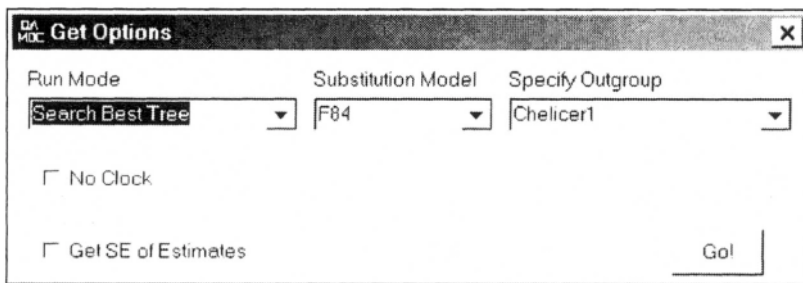 Get Options
Run Mode Substitution Model Specify Outgroup
Search Best Tree F84 Chelicer1
No Clock
Get SE of Estimates Go!